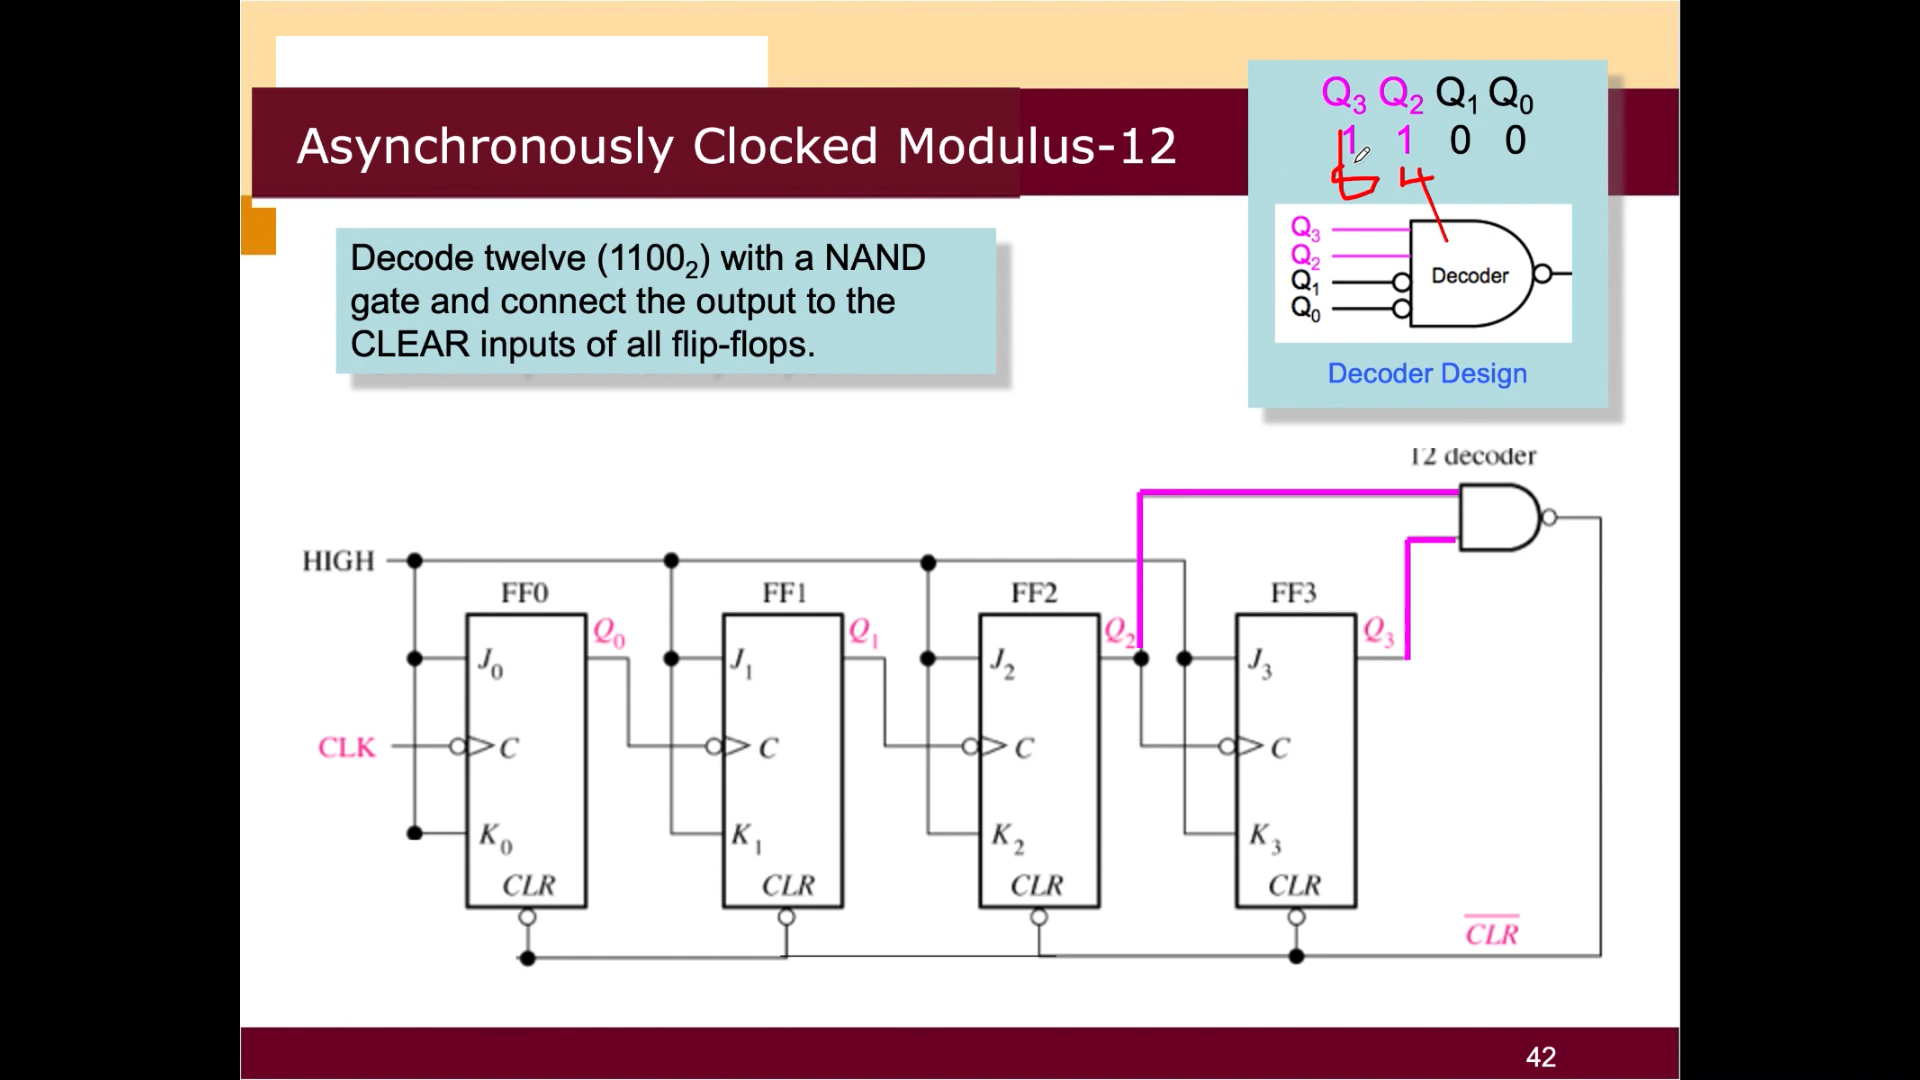 Q3 Q2 Q1 Q0
1 1 0 0
4
Asynchronously Clocked Modulus-12
Decode twelve (1100₂) with a NAND
gate and connect the output to the
CLEAR inputs of all flip-flops.
Q3
Q2
Q1
Q0
Decoder
Decoder Design
12 decoder
HIGH
FF0 FF1 FF2 FF3
Q0 Q1 Q2 Q3
J0 J1 J2 J3
CLK C C C C
K0 K1 K2 K3
CLR CLR CLR CLR
C̅L̅R̅
42